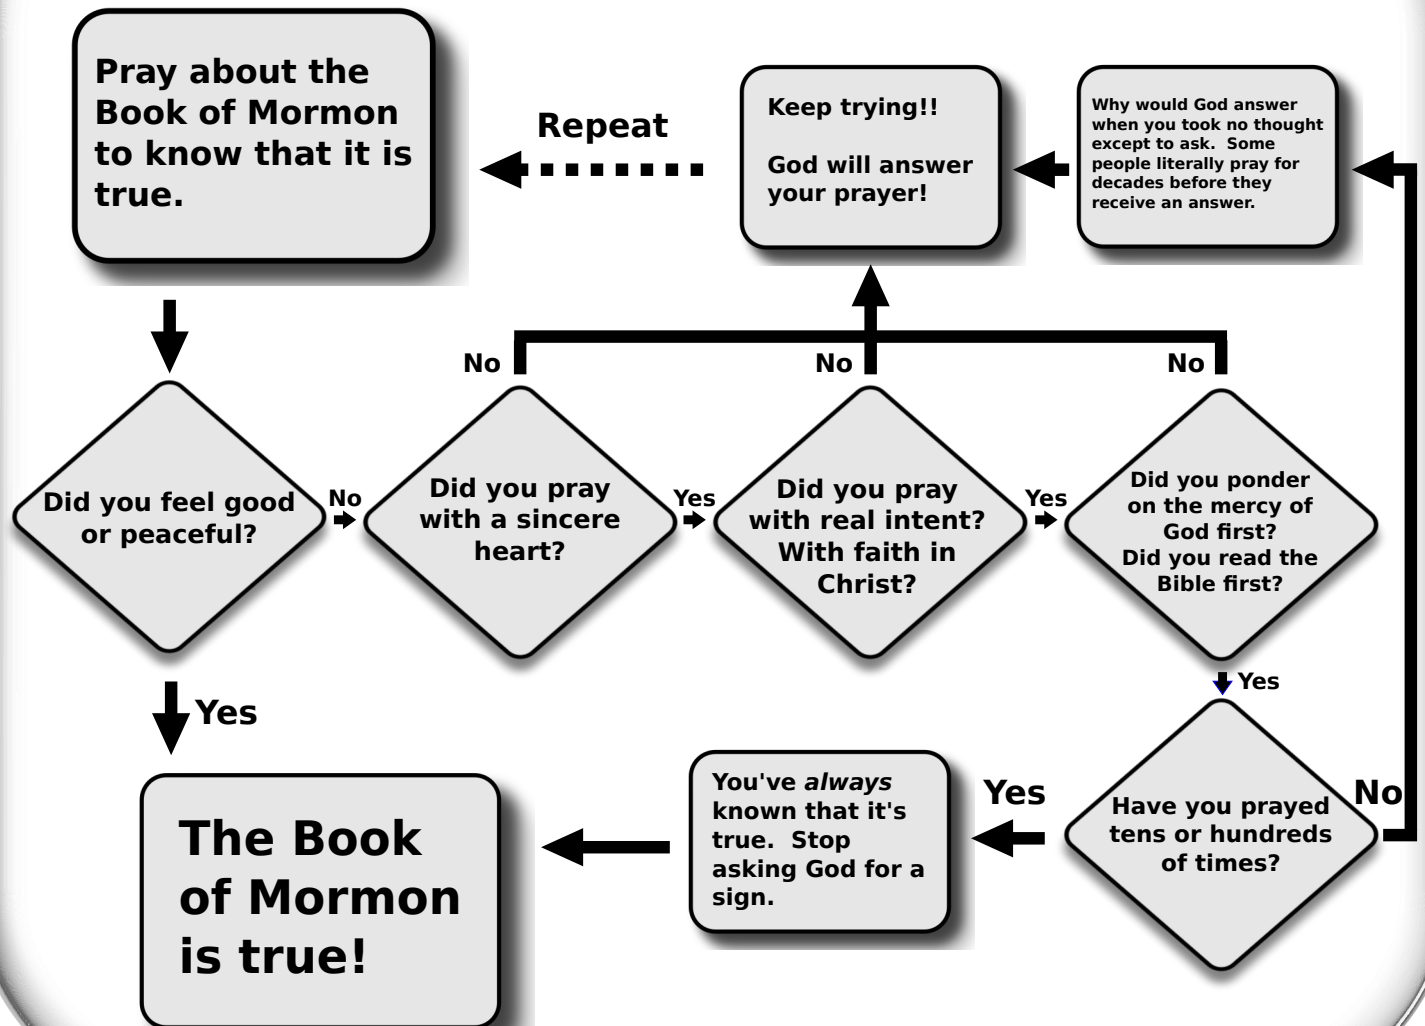 Pray about the
Book of Mormon
to know that it is
true.
Repeat
Keep trying!!
God will answer
your prayer!
Why would God answer
when you took no thought
except to ask.  Some
people literally pray for
decades before they
receive an answer.
No
No
No
Did you feel good
or peaceful?
No
Did you pray
with a sincere
heart?
Yes
Did you pray
with real intent?
With faith in
Christ?
Yes
Did you ponder
on the mercy of
God first?
Did you read the
Bible first?
Yes
Yes
The Book
of Mormon
is true!
You've always
known that it's
true.  Stop
asking God for a
sign.
Yes
Have you prayed
tens or hundreds
of times?
No